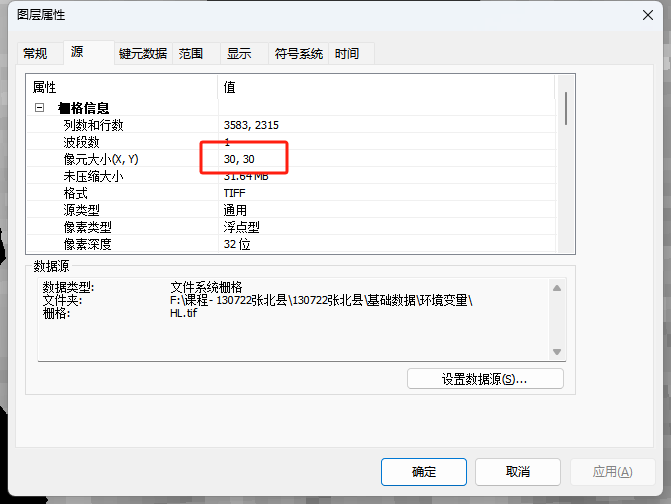 图层属性
常规 源 键元数据 范围 显示 符号系统 时间
属性 值
栅格信息
列数和行数 3583, 2315
波段数 1
像元大小(X, Y) 30, 30
未压缩大小 31.64 MB
格式 TIFF
源类型 通用
像素类型 浮点型
像素深度 32 位
数据源
数据类型: 文件系统栅格
文件夹: F:\课程- 130722张北县\130722张北县\基础数据\环境变量\
栅格: HL.tif
设置数据源(S)...
确定 取消 应用(A)